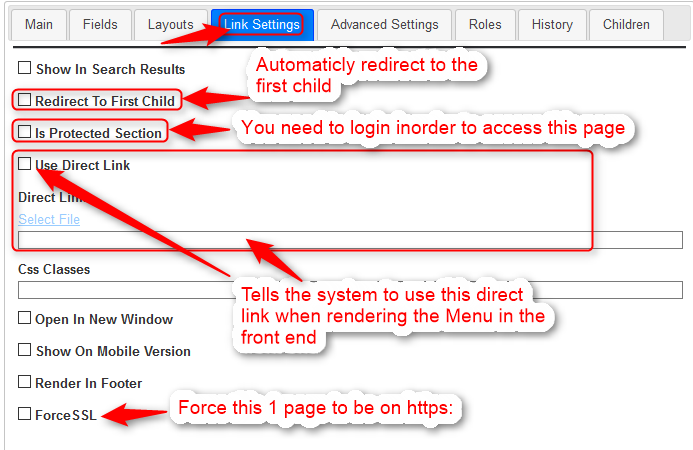 Main Fields Layouts Link Settings Advanced Settings Roles History Children
Show In Search Results
Automaticly redirect to the
first child
Redirect To First Child
Is Protected Section
You need to login inorder to access this page
Use Direct Link
Direct Lin
Select File
Css Classes
Tells the system to use this direct
link when rendering the Menu in the
front end
Open In New Window
Show On Mobile Version
Render In Footer
ForceSSL
Force this 1 page to be on https: